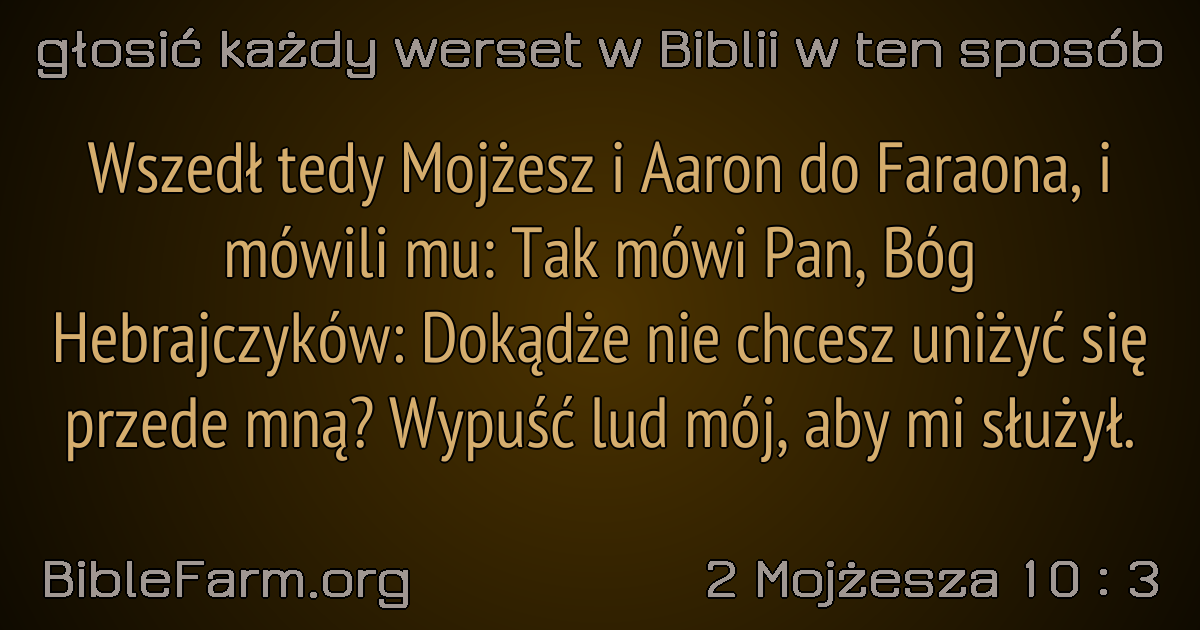 głosić każdy werset w Biblii w ten sposób
Wszedł tedy Mojżesz i Aaron do Faraona, i
mówili mu: Tak mówi Pan, Bóg
Hebrajczyków: Dokądże nie chcesz uniżyć się
przede mną? Wypuść lud mój, aby mi służył.
BibleFarm.org
2 Mojżesza 10 : 3